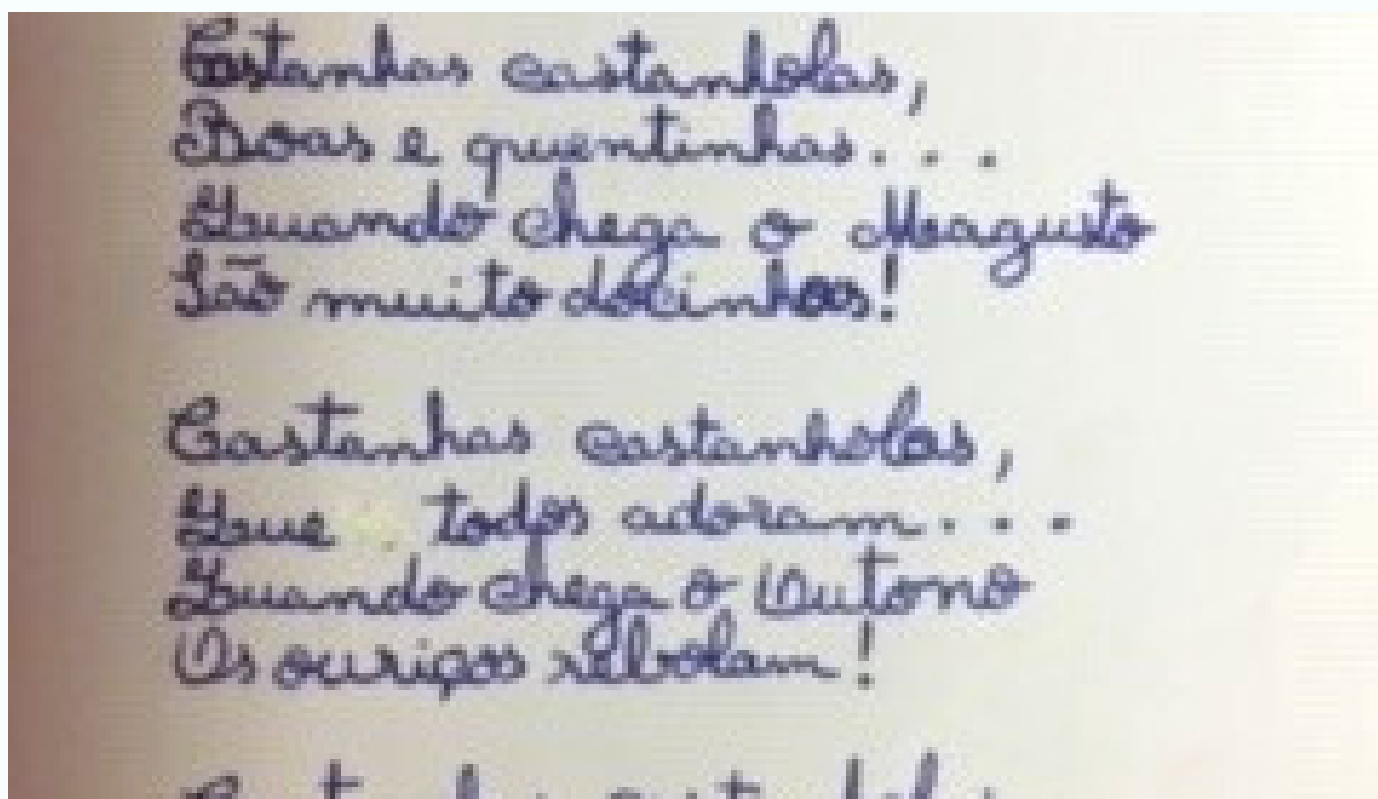 Castanhas castanholas,
Boas e quentinhas...
Quando chega o Magusto
São muito docinhas!
Castanhas castanholas,
Que todos adoram...
Quando chega o Outono
Os ouriços rebolam!